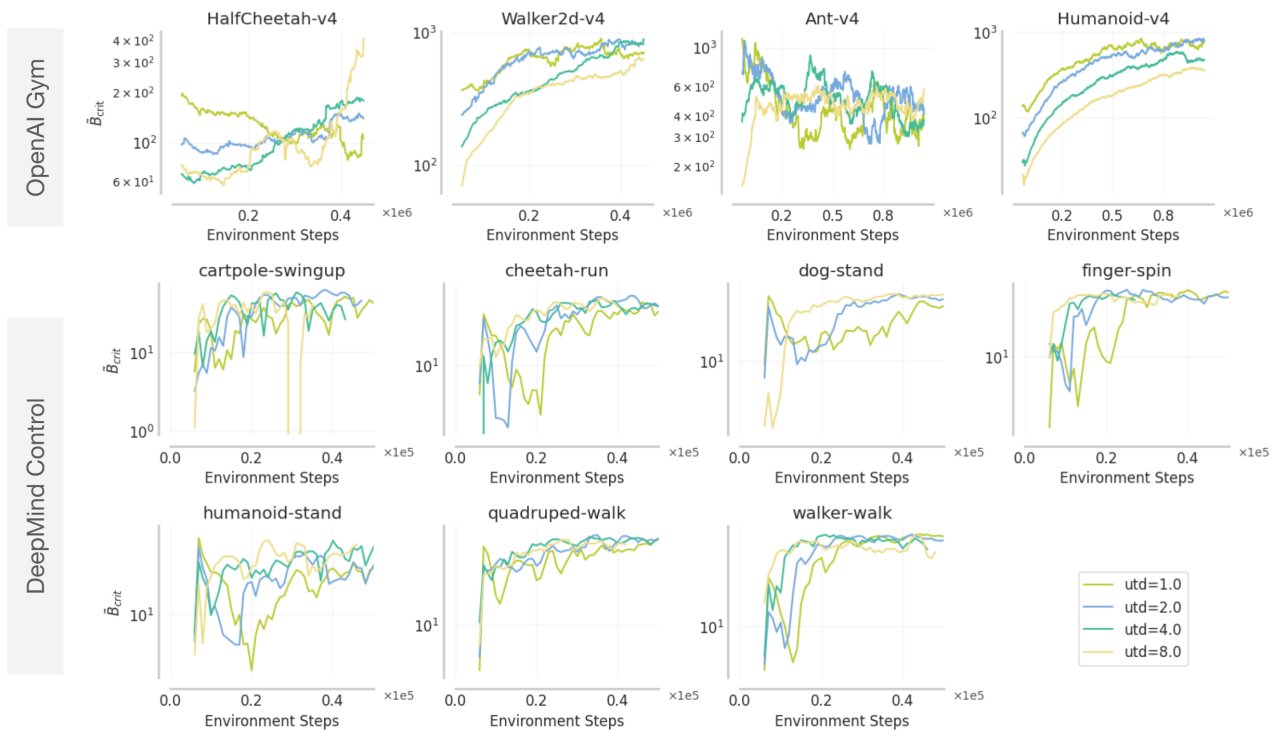 OpenAI Gym
HalfCheetah-v4
Walker2d-v4
Ant-v4
Humanoid-v4
4 × 10²
3 × 10²
2 × 10²
10²
6 × 10¹
B̄crit
10³
10²
10³
6 × 10²
4 × 10²
3 × 10²
2 × 10²
10³
10²
0.2 0.4 ×1e6
0.2 0.4 ×1e6
0.2 0.5 0.8 ×1e6
0.2 0.5 0.8 ×1e6
Environment Steps
Environment Steps
Environment Steps
Environment Steps
DeepMind Control
cartpole-swingup
cheetah-run
dog-stand
finger-spin
B̄crit
10¹
10⁰
10¹
10¹
10¹
0.0 0.2 0.4 ×1e5
0.0 0.2 0.4 ×1e5
0.0 0.2 0.4 ×1e5
0.0 0.2 0.4 ×1e5
Environment Steps
Environment Steps
Environment Steps
Environment Steps
humanoid-stand
quadruped-walk
walker-walk
B̄crit
10¹
10¹
10¹
0.0 0.2 0.4 ×1e5
0.0 0.2 0.4 ×1e5
0.0 0.2 0.4 ×1e5
Environment Steps
Environment Steps
Environment Steps
utd=1.0
utd=2.0
utd=4.0
utd=8.0